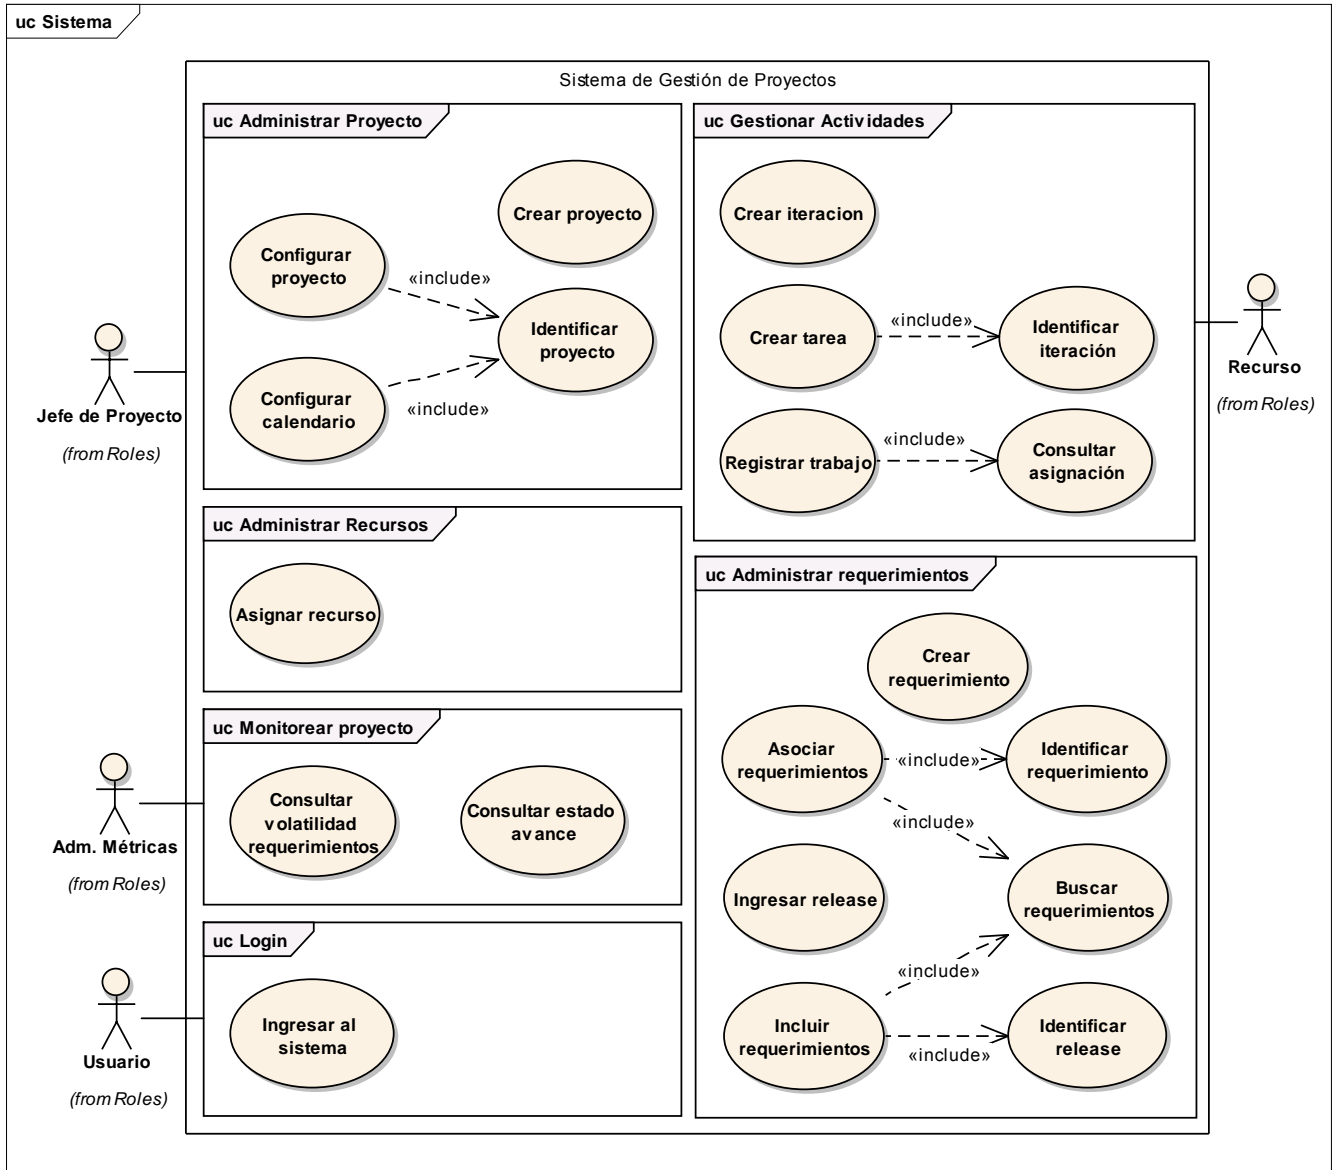 uc Sistema
Sistema de Gestión de Proyectos
uc Administrar Proyecto
Crear proyecto
Configurar
proyecto
«include»
Identificar
proyecto
Configurar
calendario
«include»
Jefe de Proyecto
(from Roles)
uc Gestionar Actividades
Crear iteracion
Crear tarea
«include»
Identificar
iteración
Registrar trabajo
«include»
Consultar
asignación
Recurso
(from Roles)
uc Administrar Recursos
Asignar recurso
uc Administrar requerimientos
Crear
requerimiento
Asociar
requerimientos
«include»
Identificar
requerimiento
«include»
Ingresar release
Buscar
requerimientos
«include»
Incluir
requerimientos
«include»
Identificar
release
uc Monitorear proyecto
Consultar
volatilidad
requerimientos
Consultar estado
avance
Adm. Métricas
(from Roles)
uc Login
Ingresar al
sistema
Usuario
(from Roles)